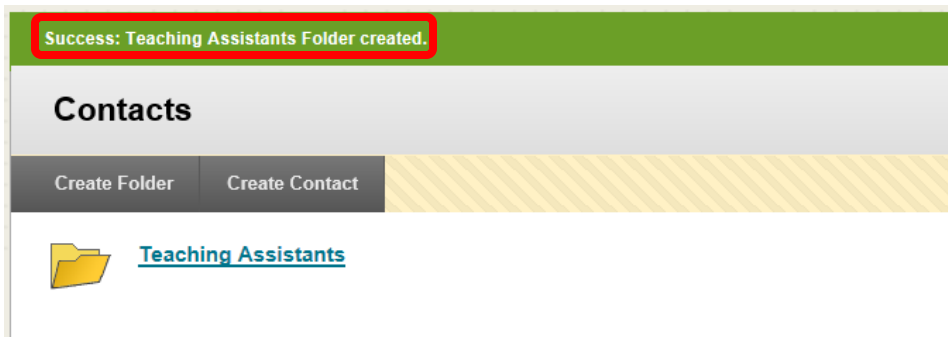 Success: Teaching Assistants Folder created.
Contacts
Create Folder
Create Contact
Teaching Assistants